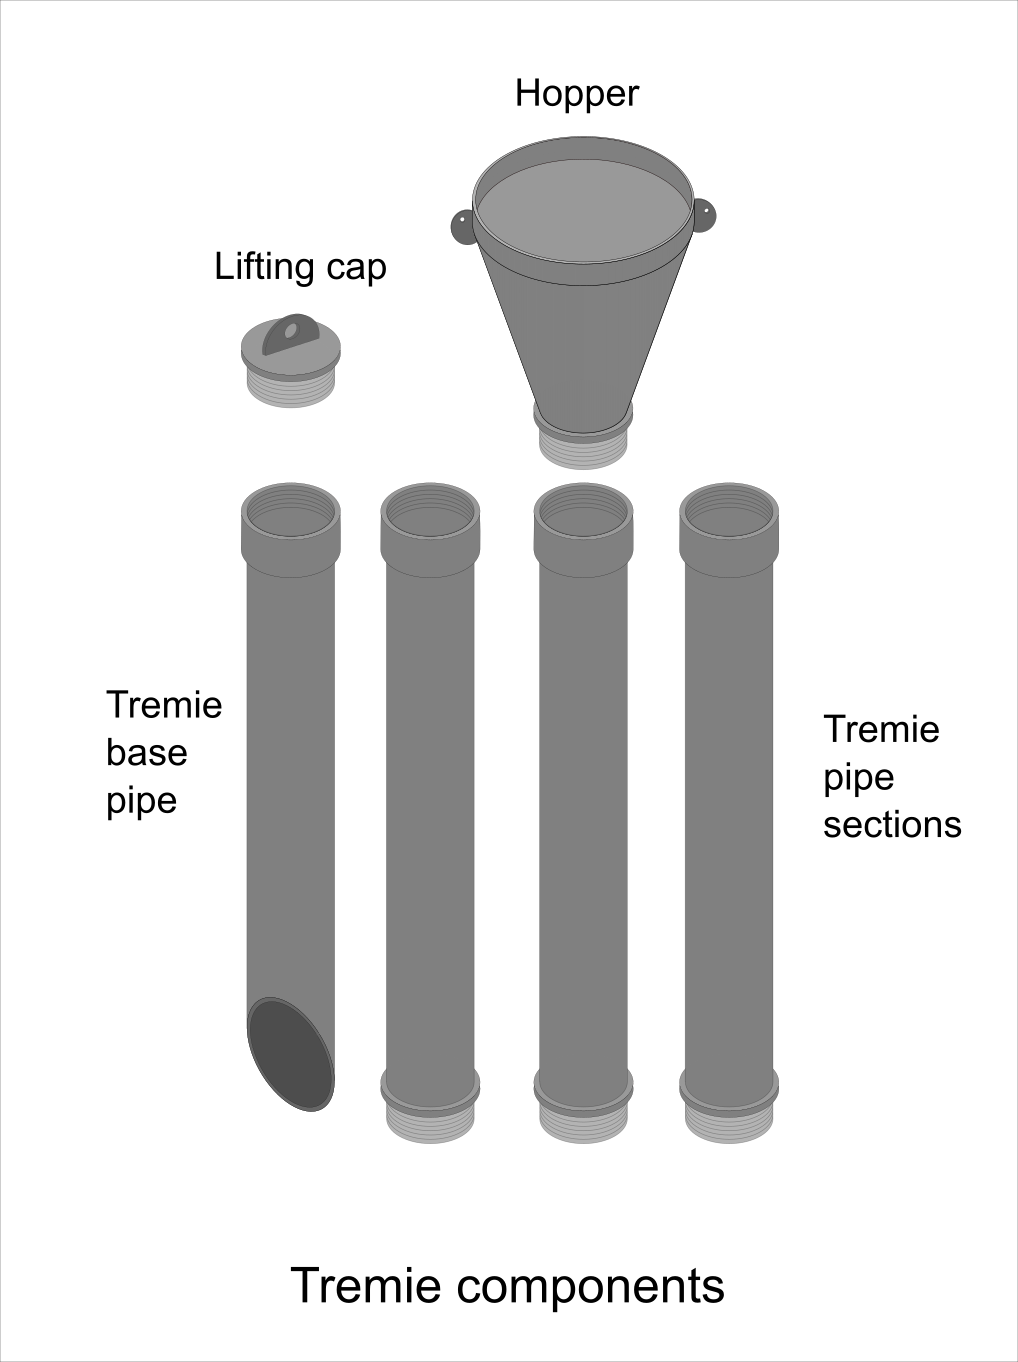 Hopper
Lifting cap
Tremie
base
pipe
Tremie
pipe
sections
Tremie components